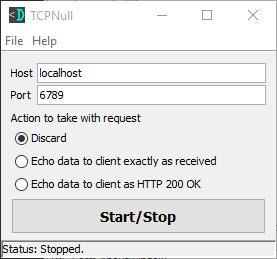 TCPNull
File Help
Host localhost
Port 6789
Action to take with request
Discard
Echo data to client exactly as received
Echo data to client as HTTP 200 OK
Start/Stop
Status: Stopped.